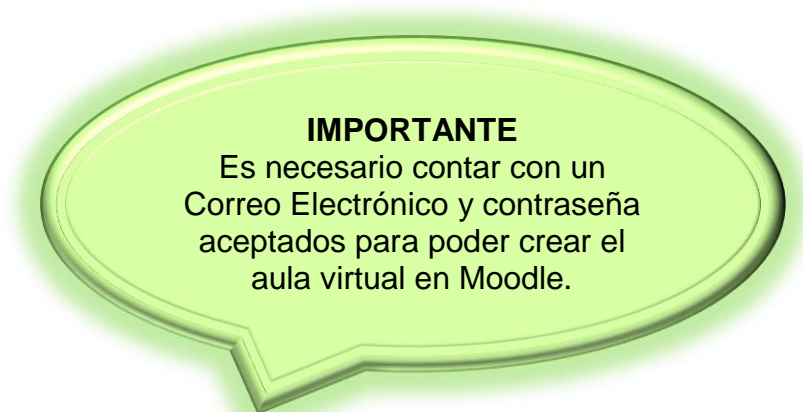 IMPORTANTE
Es necesario contar con un
Correo Electrónico y contraseña
aceptados para poder crear el
aula virtual en Moodle.